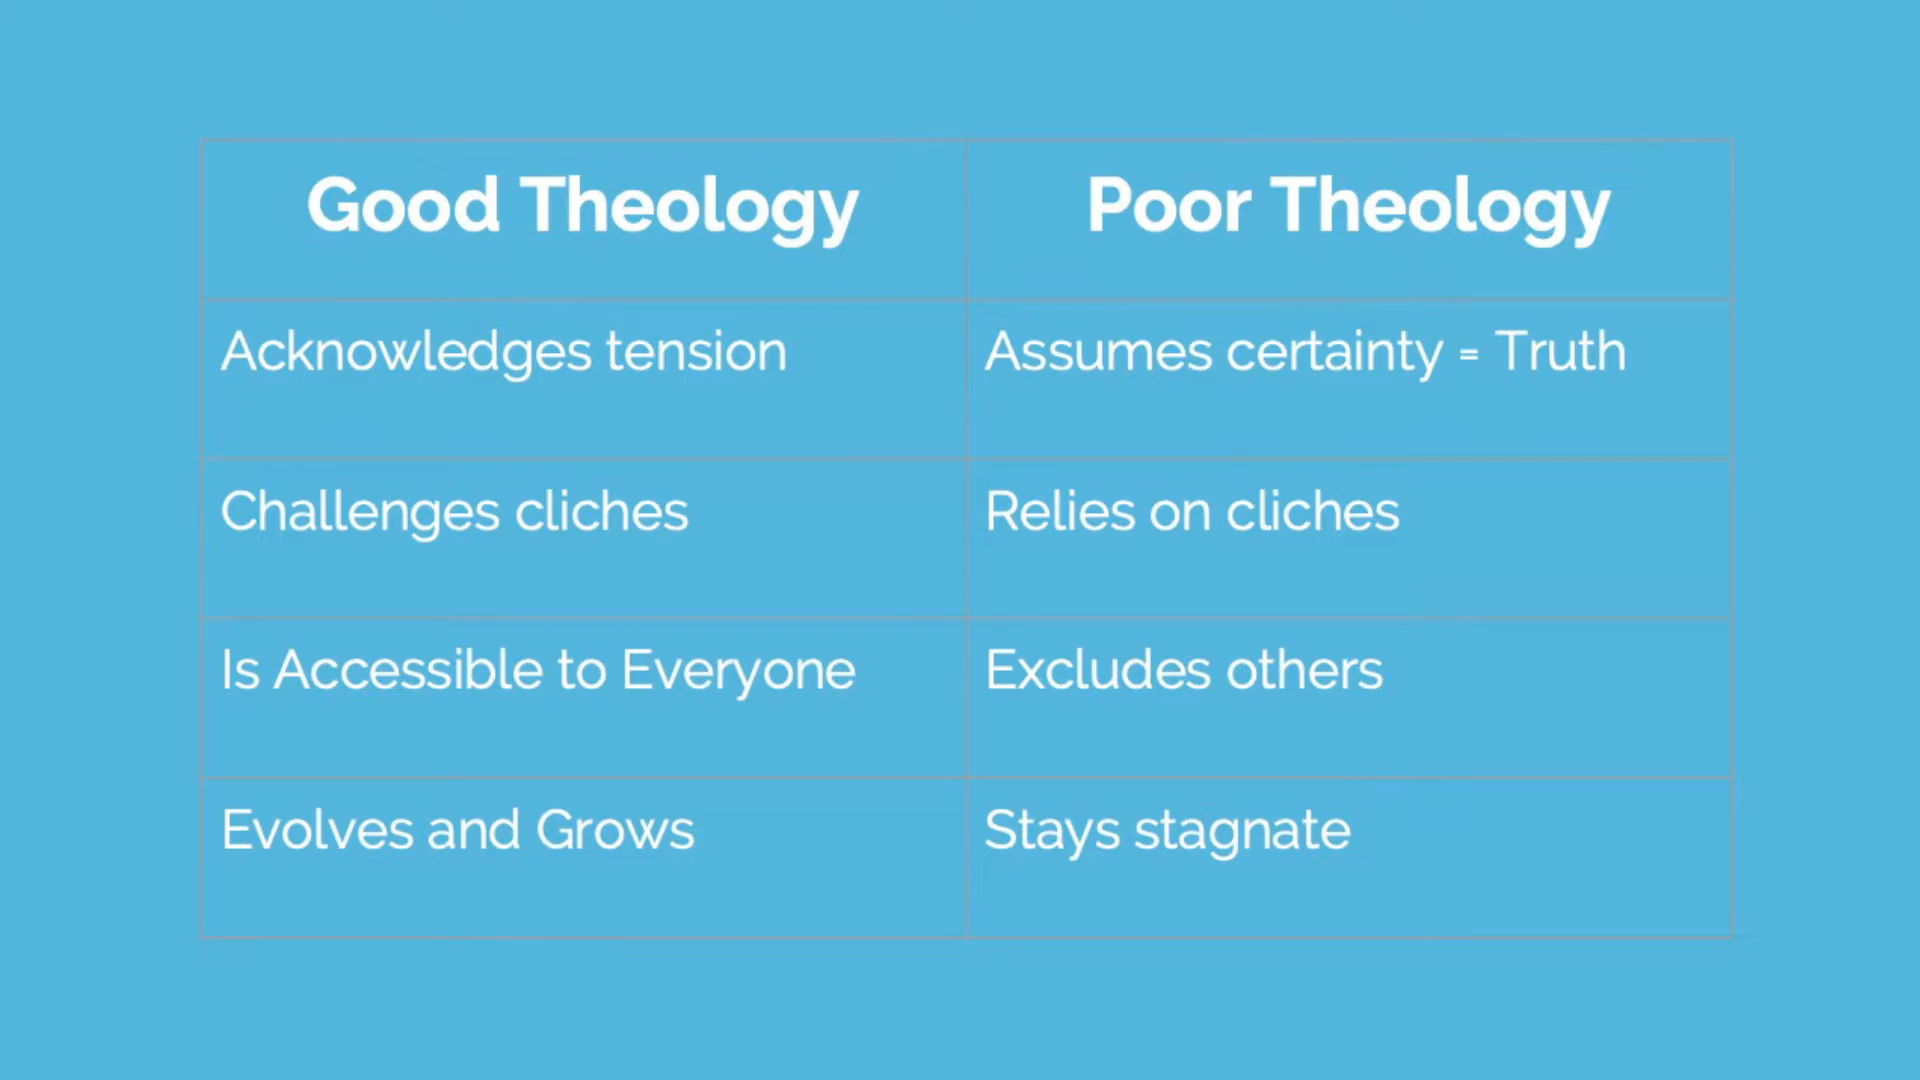 Good Theology
Poor Theology
Acknowledges tension
Assumes certainty = Truth
Challenges cliches
Relies on cliches
Is Accessible to Everyone
Excludes others
Evolves and Grows
Stays stagnate